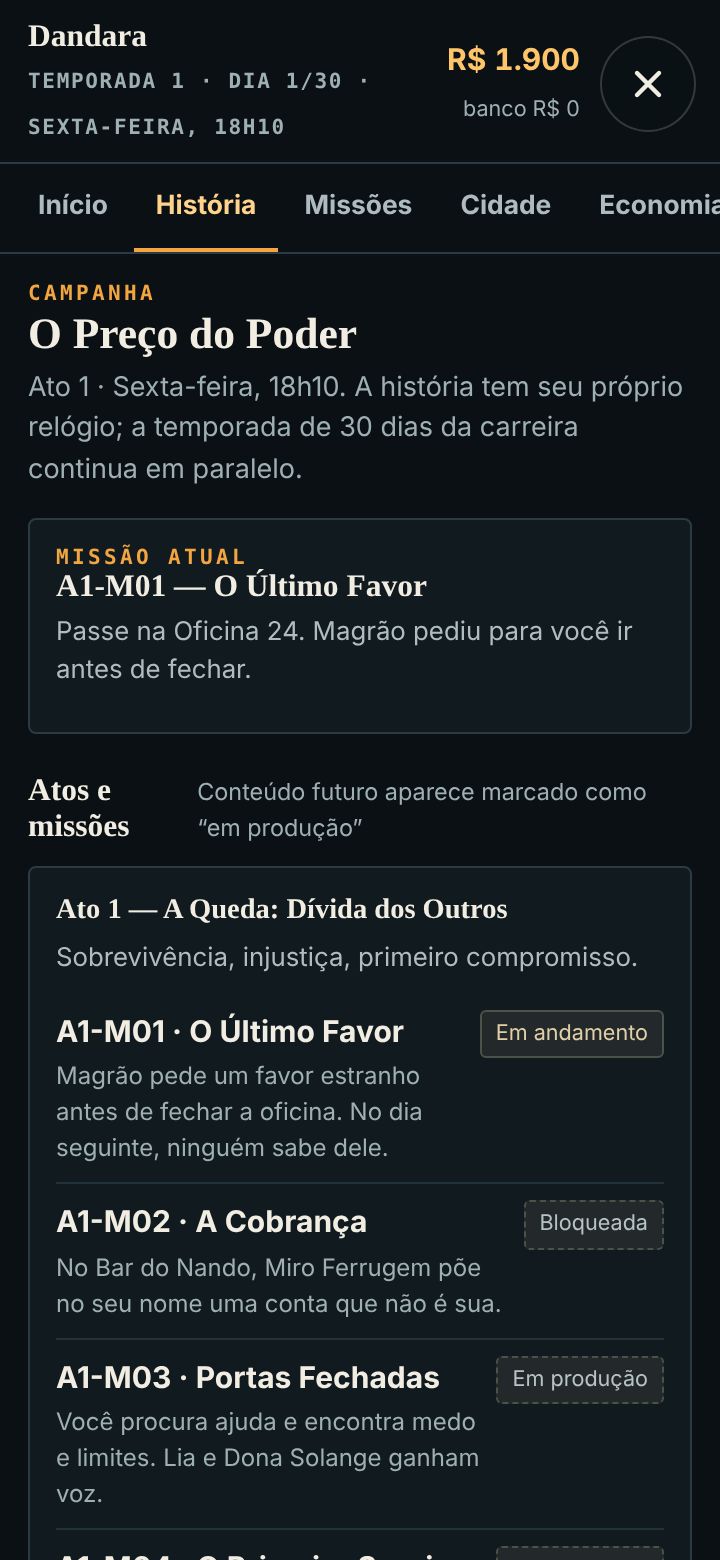 Dandara
TEMPORADA 1 · DIA 1/30 ·
SEXTA-FEIRA, 18H10
R$ 1.900
banco R$ 0
Início
História
Missões
Cidade
Economia
CAMPANHA
O Preço do Poder
Ato 1 · Sexta-feira, 18h10. A história tem seu próprio
relógio; a temporada de 30 dias da carreira
continua em paralelo.
MISSÃO ATUAL
A1-M01 — O Último Favor
Passe na Oficina 24. Magrão pediu para você ir
antes de fechar.
Atos e
missões
Conteúdo futuro aparece marcado como
“em produção”
Ato 1 — A Queda: Dívida dos Outros
Sobrevivência, injustiça, primeiro compromisso.
A1-M01 · O Último Favor
Em andamento
Magrão pede um favor estranho
antes de fechar a oficina. No dia
seguinte, ninguém sabe dele.
A1-M02 · A Cobrança
Bloqueada
No Bar do Nando, Miro Ferrugem põe
no seu nome uma conta que não é sua.
A1-M03 · Portas Fechadas
Em produção
Você procura ajuda e encontra medo
e limites. Lia e Dona Solange ganham
voz.